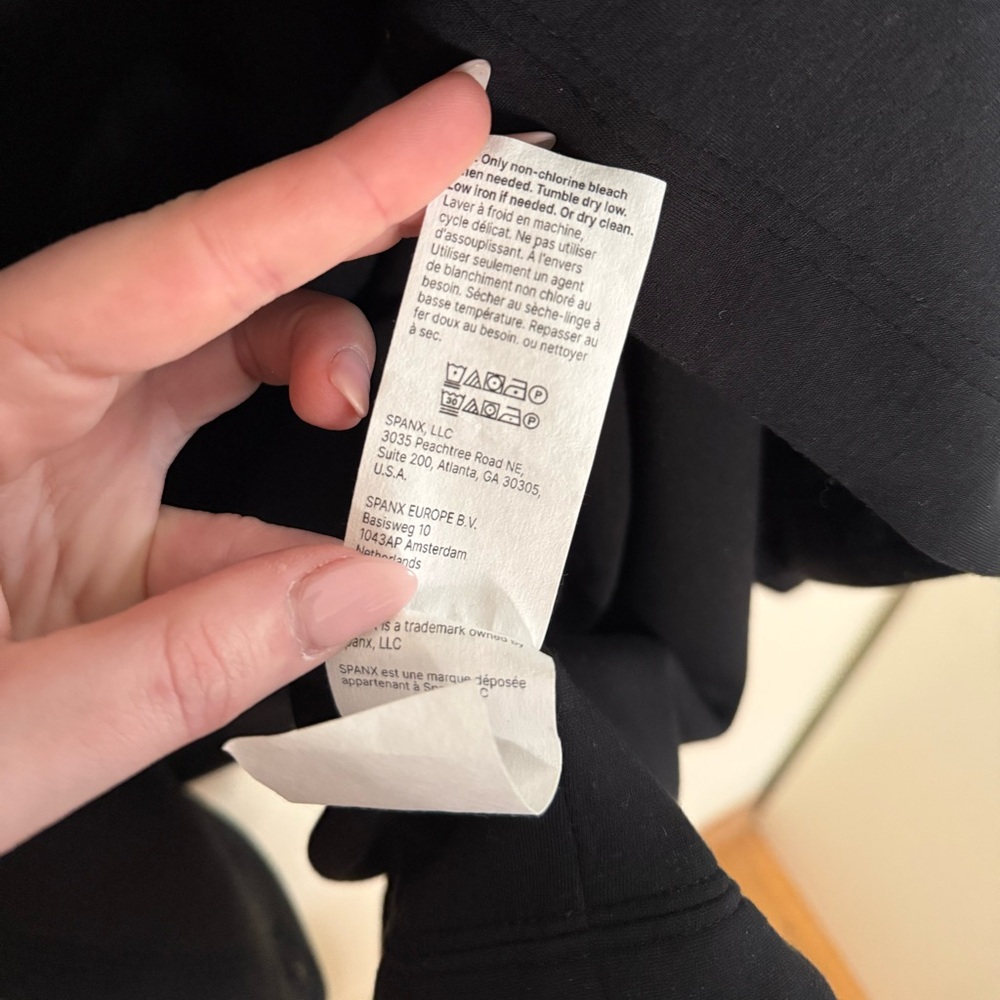 . Only non-chlorine bleach
needed. Tumble dry low.
Low iron if needed. Or dry clean.
Laver à froid en machine,
cycle délicat. Ne pas utiliser
d'assouplissant. À l'envers
Utiliser seulement un agent
de blanchiment non chloré au
besoin. Sécher au sèche-linge à
basse température. Repasser au
fer doux au besoin. ou nettoyer
à sec.
P
30 P
SPANX, LLC
3035 Peachtree Road NE,
Suite 200, Atlanta, GA 30305,
U.S.A.
SPANX EUROPE B.V.
Basisweg 10
1043AP Amsterdam
Netherlands
is a trademark owned by
Spanx, LLC
SPANX est une marque déposée
appartenant à